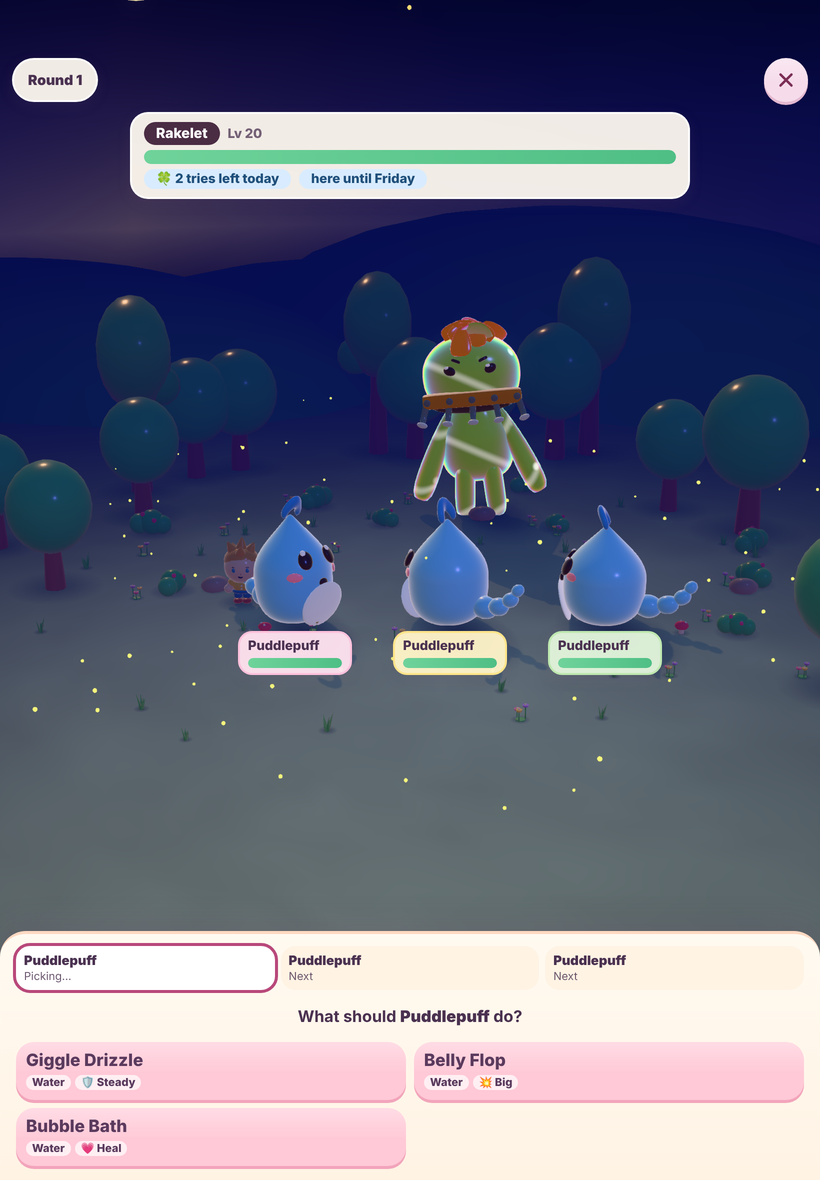 Round 1
Rakelet Lv 20
🍀 2 tries left today here until Friday
Puddlepuff Puddlepuff Puddlepuff
Puddlepuff Puddlepuff Puddlepuff
Picking... Next Next
What should Puddlepuff do?
Giggle Drizzle Belly Flop
Water 🛡️ Steady Water 💥 Big
Bubble Bath
Water 💗 Heal